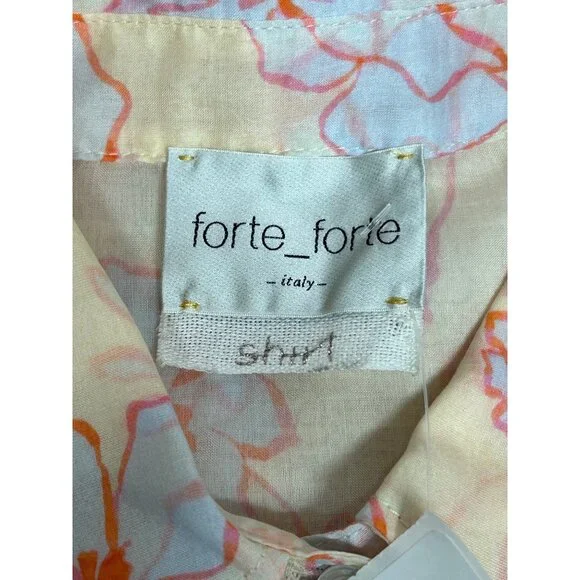 forte_forte
– italy –
shirt